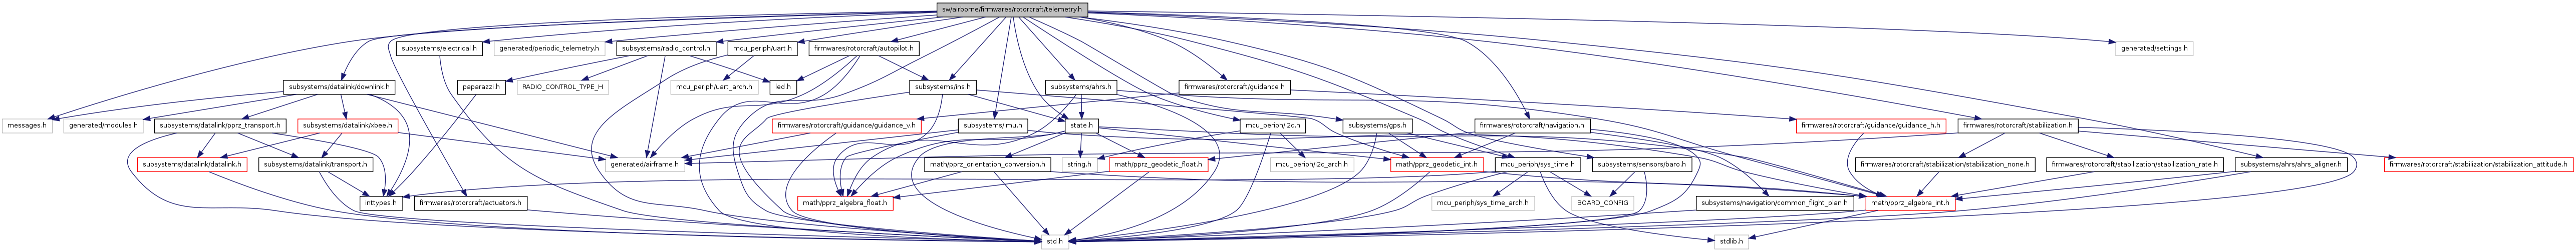 sw/airborne/firmwares/rotorcraft/telemetry.h
subsystems/electrical.h
generated/periodic_telemetry.h
subsystems/radio_control.h
mcu_periph/uart.h
firmwares/rotorcraft/autopilot.h
generated/settings.h
subsystems/datalink/downlink.h
paparazzi.h
RADIO_CONTROL_TYPE_H
mcu_periph/uart_arch.h
led.h
subsystems/ins.h
subsystems/ahrs.h
firmwares/rotorcraft/guidance.h
messages.h
generated/modules.h
subsystems/datalink/pprz_transport.h
subsystems/datalink/xbee.h
firmwares/rotorcraft/guidance/guidance_v.h
subsystems/imu.h
state.h
mcu_periph/i2c.h
subsystems/gps.h
firmwares/rotorcraft/navigation.h
firmwares/rotorcraft/guidance/guidance_h.h
firmwares/rotorcraft/stabilization.h
subsystems/datalink/datalink.h
subsystems/datalink/transport.h
generated/airframe.h
math/pprz_orientation_conversion.h
string.h
math/pprz_geodetic_float.h
mcu_periph/i2c_arch.h
math/pprz_geodetic_int.h
mcu_periph/sys_time.h
subsystems/sensors/baro.h
firmwares/rotorcraft/stabilization/stabilization_none.h
firmwares/rotorcraft/stabilization/stabilization_rate.h
subsystems/ahrs/ahrs_aligner.h
firmwares/rotorcraft/stabilization/stabilization_attitude.h
inttypes.h
firmwares/rotorcraft/actuators.h
math/pprz_algebra_float.h
mcu_periph/sys_time_arch.h
BOARD_CONFIG
subsystems/navigation/common_flight_plan.h
math/pprz_algebra_int.h
std.h
stdlib.h